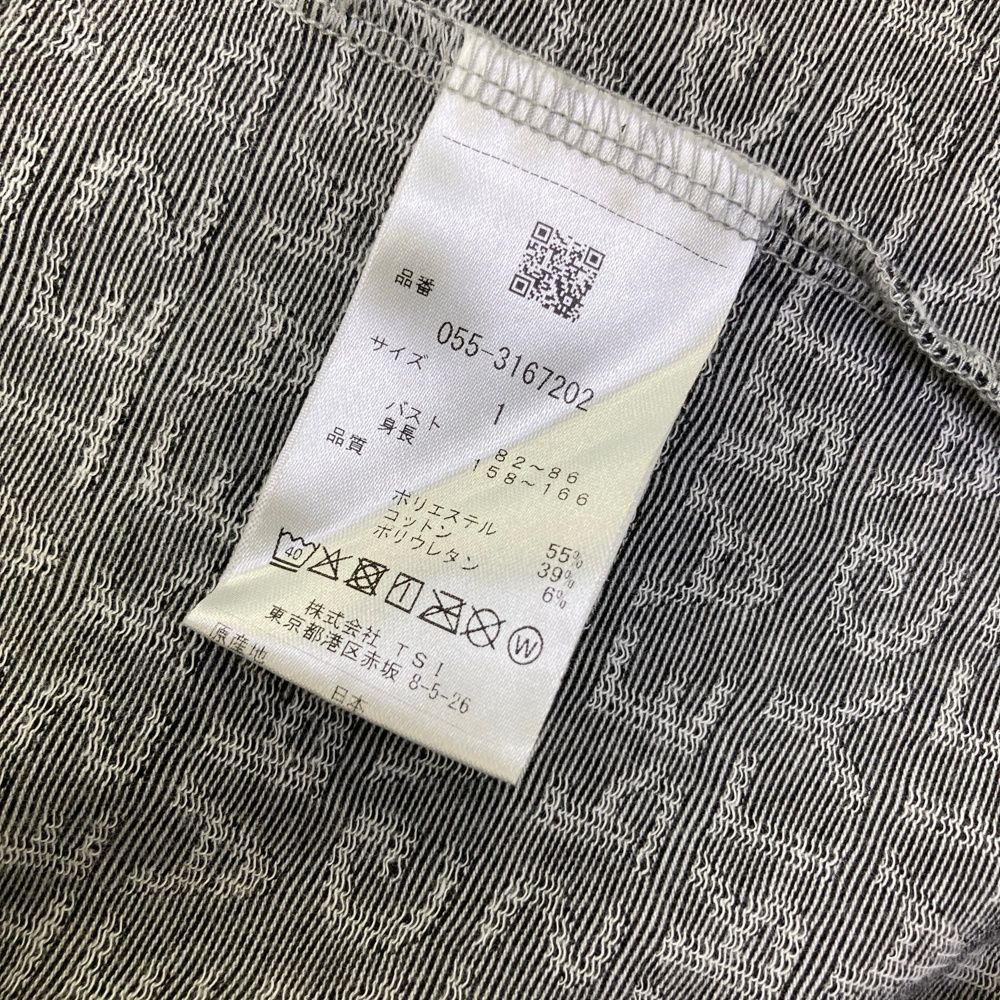 品番
055-3167202
サイズ 1
バスト 82～86
身長 158～166
品質
ポリエステル 55%
コットン 39%
ポリウレタン 6%
40
W
株式会社 TSI
東京都港区赤坂 8-5-26
原産地 日本